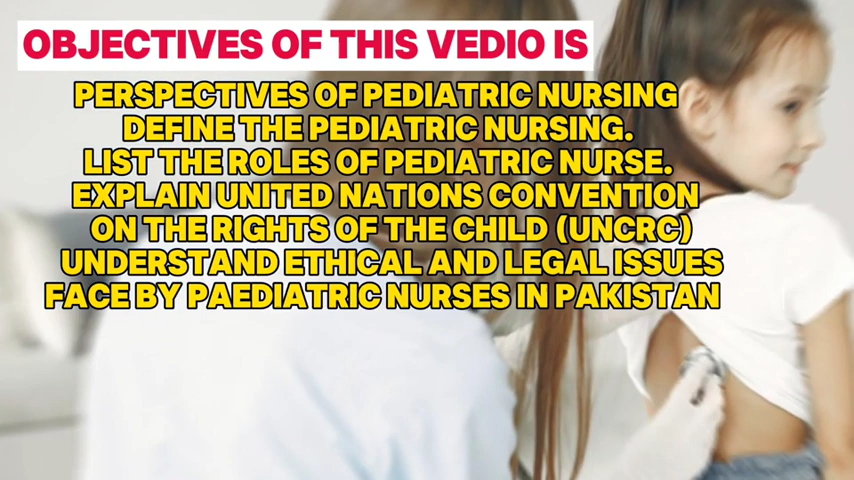 OBJECTIVES OF THIS VEDIO IS
PERSPECTIVES OF PEDIATRIC NURSING
DEFINE THE PEDIATRIC NURSING.
LIST THE ROLES OF PEDIATRIC NURSE.
EXPLAIN UNITED NATIONS CONVENTION
ON THE RIGHTS OF THE CHILD (UNCRC)
UNDERSTAND ETHICAL AND LEGAL ISSUES
FACE BY PAEDIATRIC NURSES IN PAKISTAN